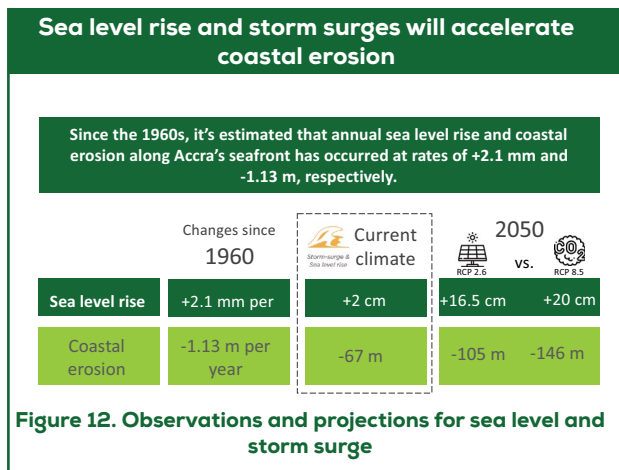 Sea level rise and storm surges will accelerate
coastal erosion
Since the 1960s, it's estimated that annual sea level rise and coastal
erosion along Accra's seafront has occurred at rates of +2.1 mm and
-1.13 m, respectively.
Changes since
1960
Storm-surge &
Sea level rise
Current
climate
2050
RCP 2.6
vs.
CO2
RCP 8.5
Sea level rise
+2.1 mm per
+2 cm
+16.5 cm
+20 cm
Coastal
erosion
-1.13 m per
year
-67 m
-105 m
-146 m
Figure 12. Observations and projections for sea level and
storm surge